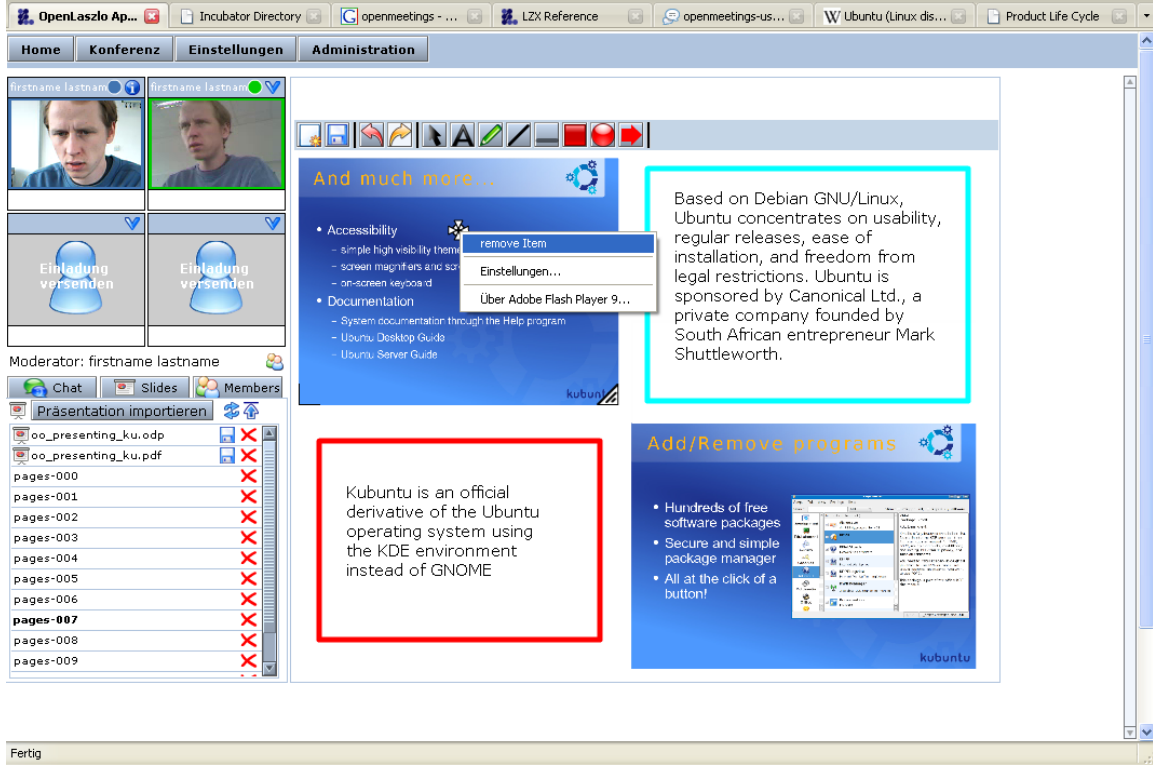 OpenLaszlo Ap...
Incubator Directory
openmeetings - ...
LZX Reference
openmeetings-us...
Ubuntu (Linux dis...
Product Life Cycle
Home
Konferenz
Einstellungen
Administration
firstname lastnam
firstname lastnam
Einladung
versenden
Einladung
versenden
Moderator: firstname lastname
Chat
Slides
Members
Präsentation importieren
oo_presenting_ku.odp
oo_presenting_ku.pdf
pages-000
pages-001
pages-002
pages-003
pages-004
pages-005
pages-006
pages-007
pages-008
pages-009
And much more...
• Accessibility
– simple high visibility theme
– screen magnifiers and
– on-screen keyboard
• Documentation
– System documentation through the Help program
– Ubuntu Desktop Guide
– Ubuntu Server Guide
remove Item
Einstellungen...
Über Adobe Flash Player 9...
Based on Debian GNU/Linux,
Ubuntu concentrates on usability,
regular releases, ease of
installation, and freedom from
legal restrictions. Ubuntu is
sponsored by Canonical Ltd., a
private company founded by
South African entrepreneur Mark
Shuttleworth.
Kubuntu is an official
derivative of the Ubuntu
operating system using
the KDE environment
instead of GNOME
Add/Remove programs
• Hundreds of free
software packages
• Secure and simple
package manager
• All at the click of a
button!
kubuntu
Fertig